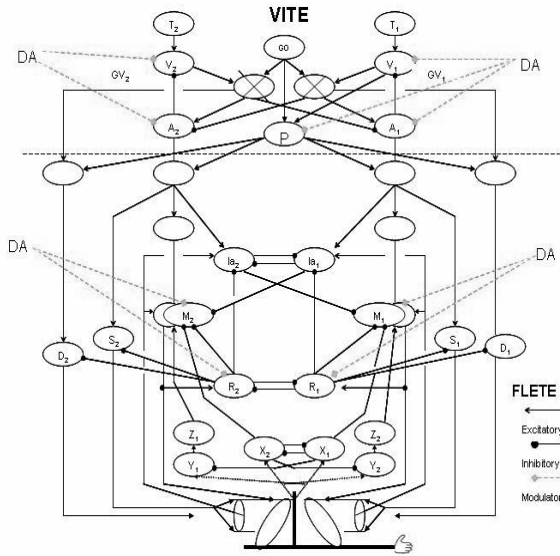 VITE
T2
T1
GO
DA
DA
V2
V1
GV2
GV1
A2
A1
P
DA
DA
Ia2
Ia1
M2
M1
S2
S1
D2
D1
R2
R1
FLETE
Z1
Z2
X2
X1
Y1
Y2
Excitatory
Inhibitory
Modulator